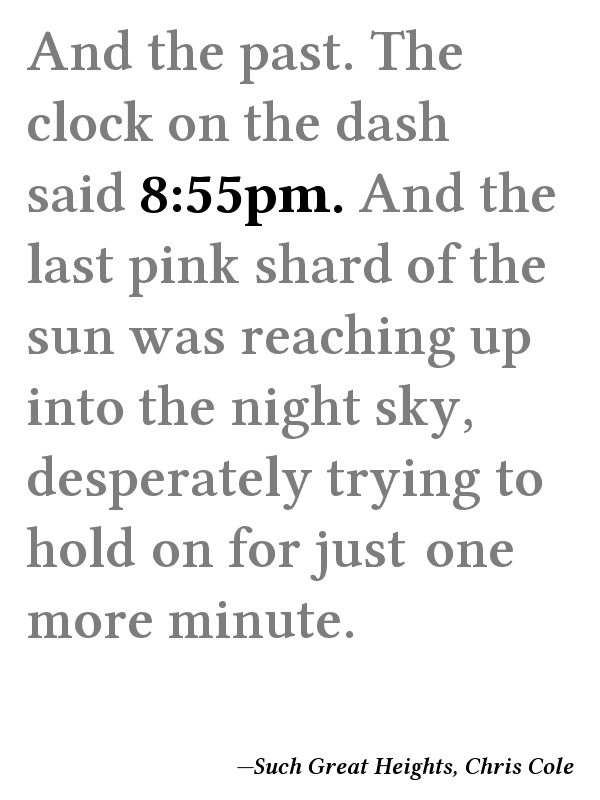 And the past. The
clock on the dash
said 8:55pm. And the
last pink shard of the
sun was reaching up
into the night sky,
desperately trying to
hold on for just one
more minute.
—Such Great Heights, Chris Cole